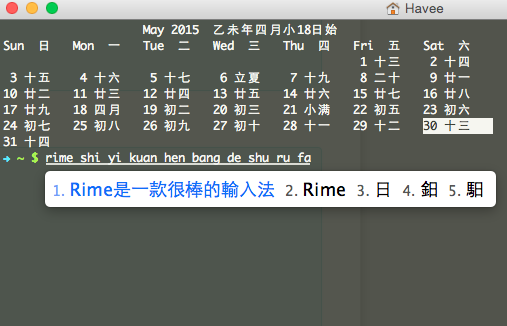 Havee
May 2015 乙未年四月小18日始
Sun 日 Mon 一 Tue 二 Wed 三 Thu 四 Fri 五 Sat 六
1 十三 2 十四
3 十五 4 十六 5 十七 6 立夏 7 十九 8 二十 9 廿一
10 廿二 11 廿三 12 廿四 13 廿五 14 廿六 15 廿七 16 廿八
17 廿九 18 四月 19 初二 20 初三 21 小满 22 初五 23 初六
24 初七 25 初八 26 初九 27 初十 28 十一 29 十二 30 十三
31 十四
➜ ~ $ rime shi yi kuan hen bang de shu ru fa
1. Rime是一款很棒的輸入法 2. Rime 3. 日 4. 鈤 5. 馹